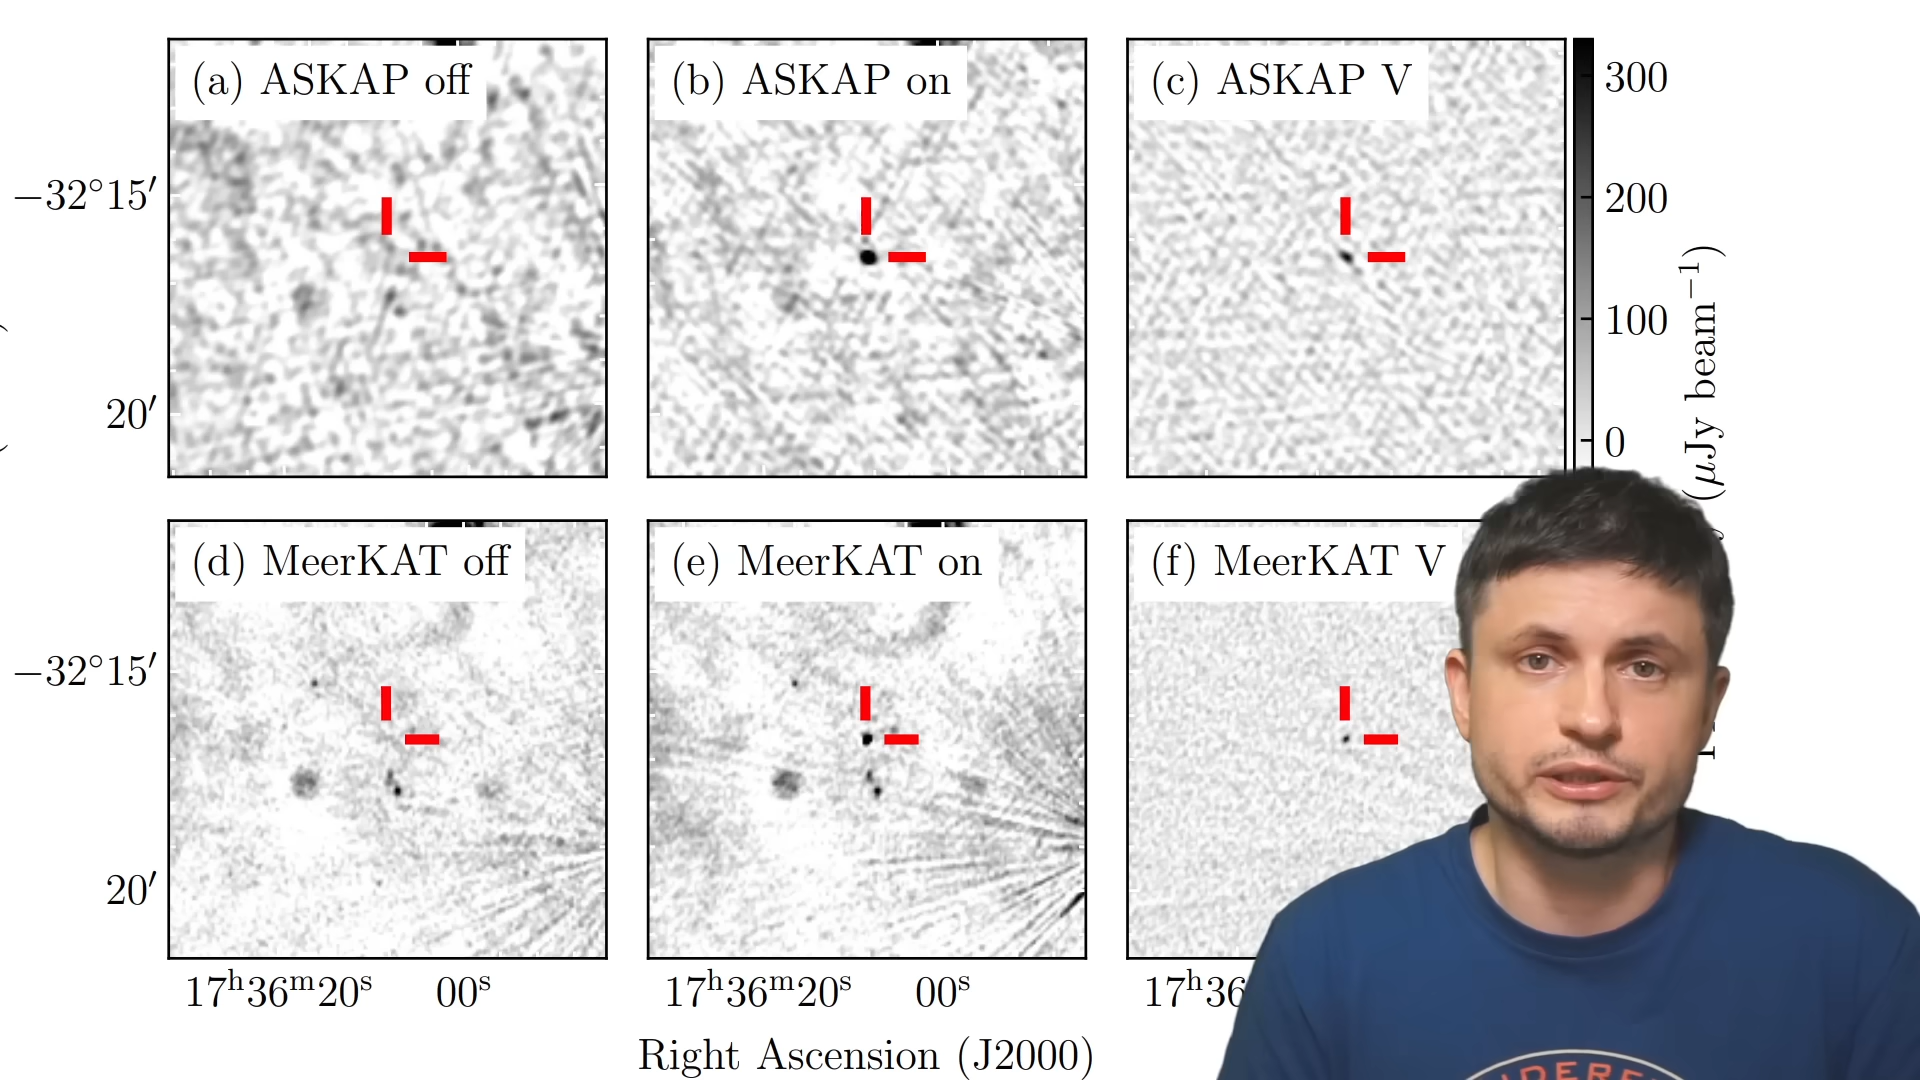 (a) ASKAP off
(b) ASKAP on
(c) ASKAP V
300
200
100
0
(μJy beam⁻¹)
−32°15′
20′
(d) MeerKAT off
(e) MeerKAT on
(f) MeerKAT V
−32°15′
20′
17ʰ36ᵐ20ˢ
00ˢ
17ʰ36ᵐ20ˢ
00ˢ
17ʰ36
Right Ascension (J2000)